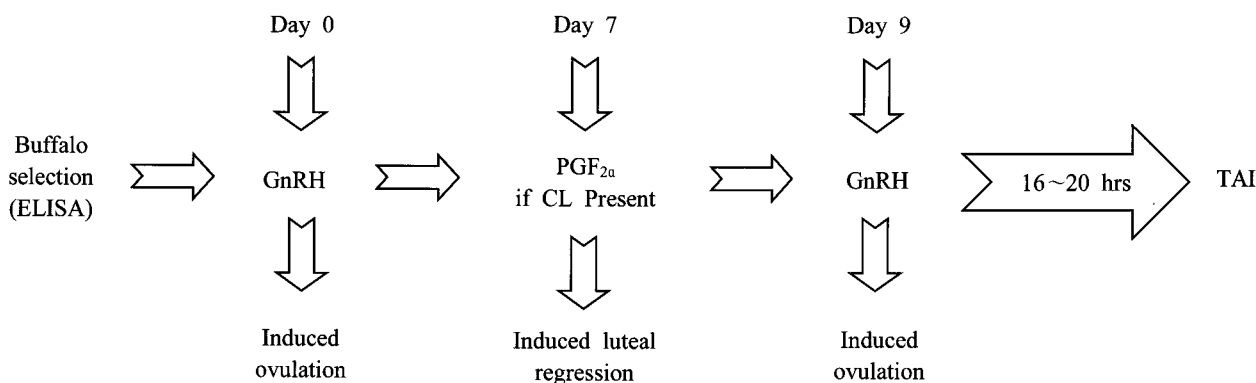 Day 0
Day 7
Day 9
Buffalo
selection
(ELISA)
GnRH
PGF2α
if CL Present
GnRH
16~20 hrs
TAI
Induced
ovulation
Induced luteal
regression
Induced
ovulation